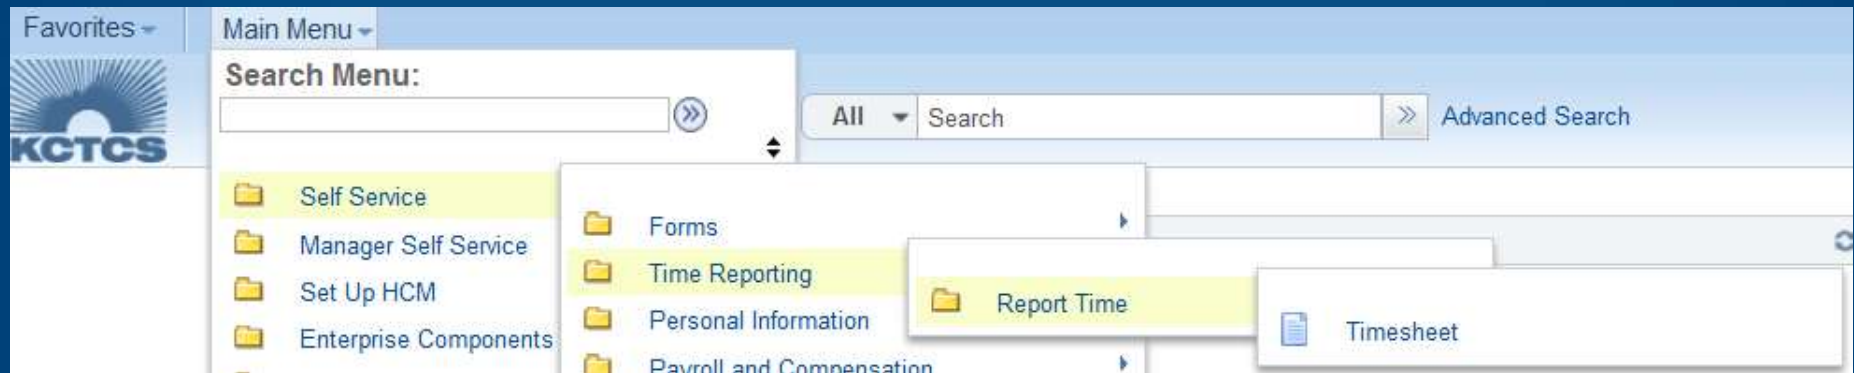 Favorites
Main Menu
KCTCS
Search Menu:
All
Search
Advanced Search
Self Service
Manager Self Service
Set Up HCM
Enterprise Components
Forms
Time Reporting
Personal Information
Payroll and Compensation
Report Time
Timesheet